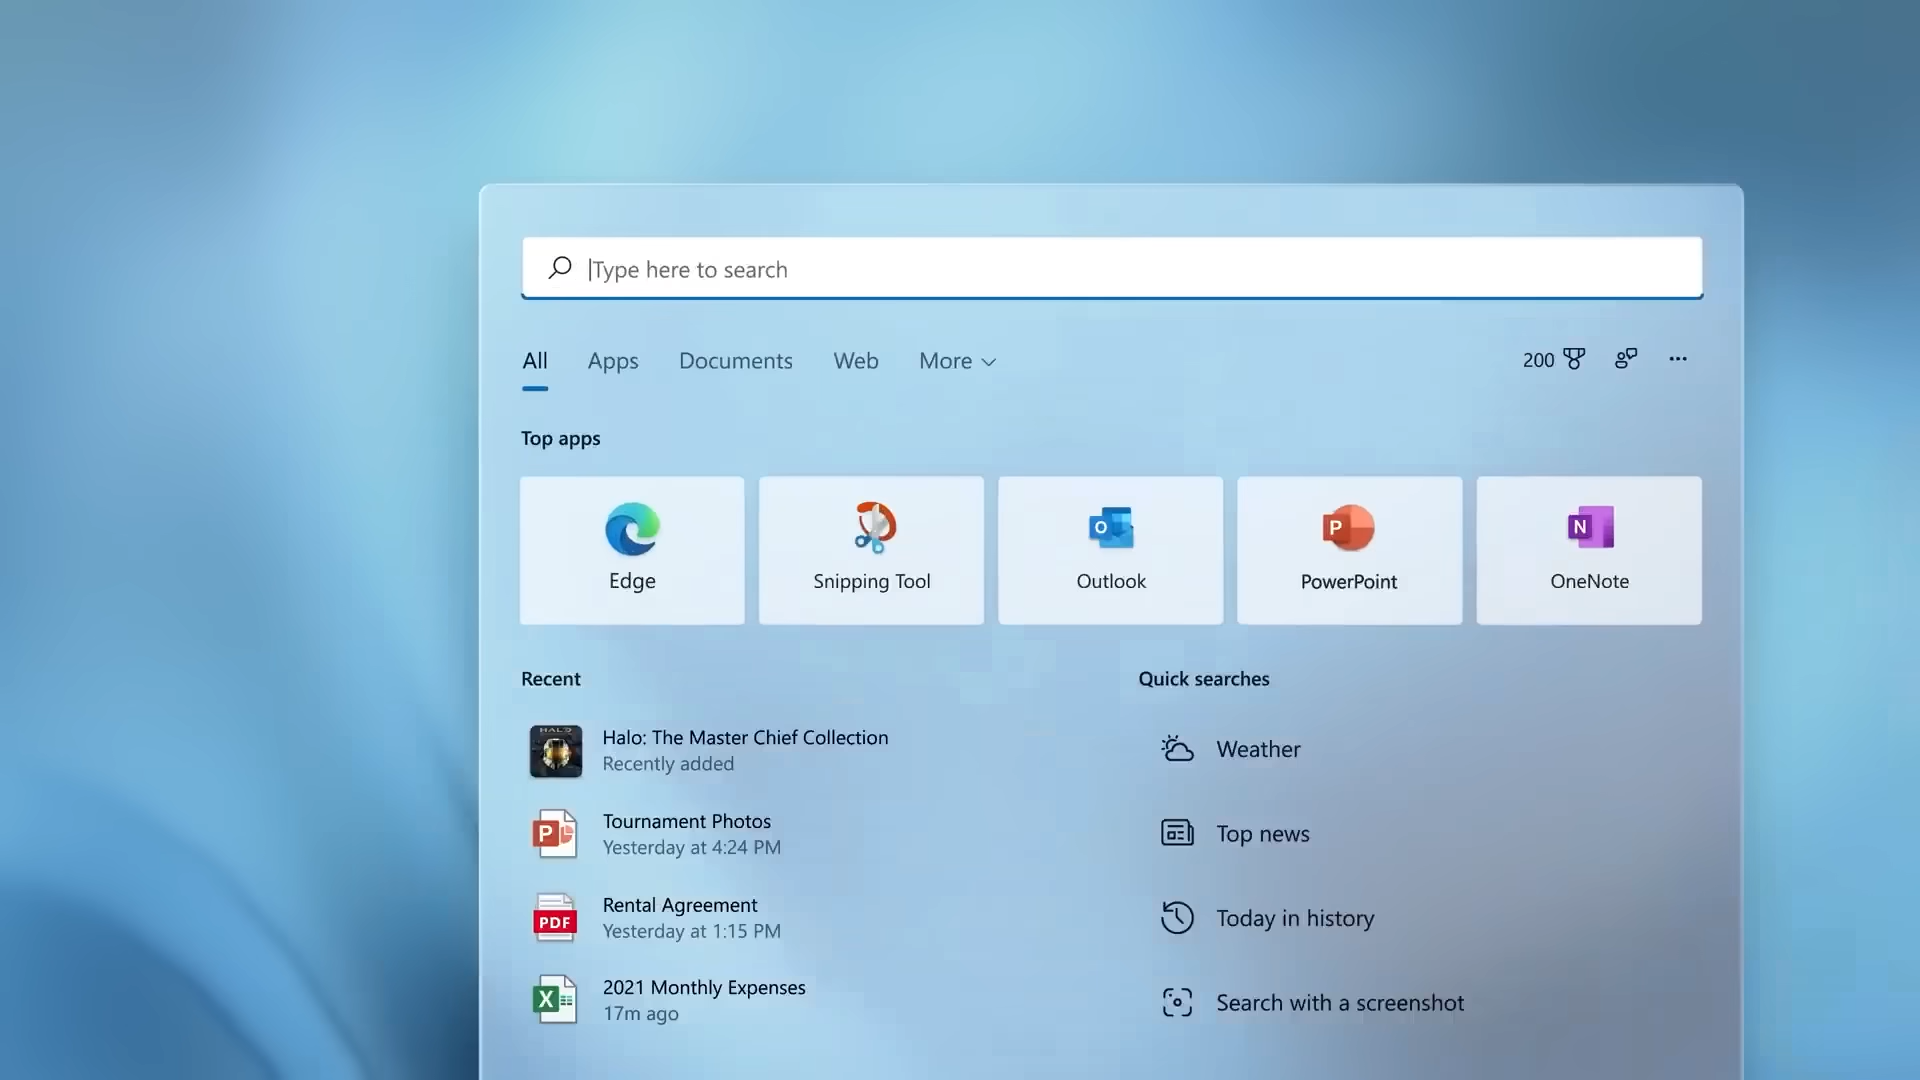 Type here to search
All Apps Documents Web More 200
Top apps
Edge Snipping Tool Outlook PowerPoint OneNote
O P N
Recent
HALO
Halo: The Master Chief Collection
Recently added
P
Tournament Photos
Yesterday at 4:24 PM
PDF
Rental Agreement
Yesterday at 1:15 PM
X
2021 Monthly Expenses
17m ago
Quick searches
Weather
Top news
Today in history
Search with a screenshot